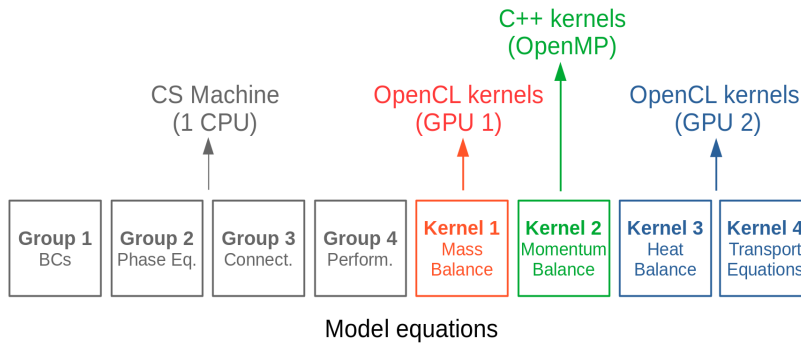 C++ kernels
(OpenMP)
CS Machine
(1 CPU)
OpenCL kernels
(GPU 1)
OpenCL kernels
(GPU 2)
Group 1
BCs
Group 2
Phase Eq.
Group 3
Connect.
Group 4
Perform.
Kernel 1
Mass
Balance
Kernel 2
Momentum
Balance
Kernel 3
Heat
Balance
Kernel 4
Transport
Equations
Model equations